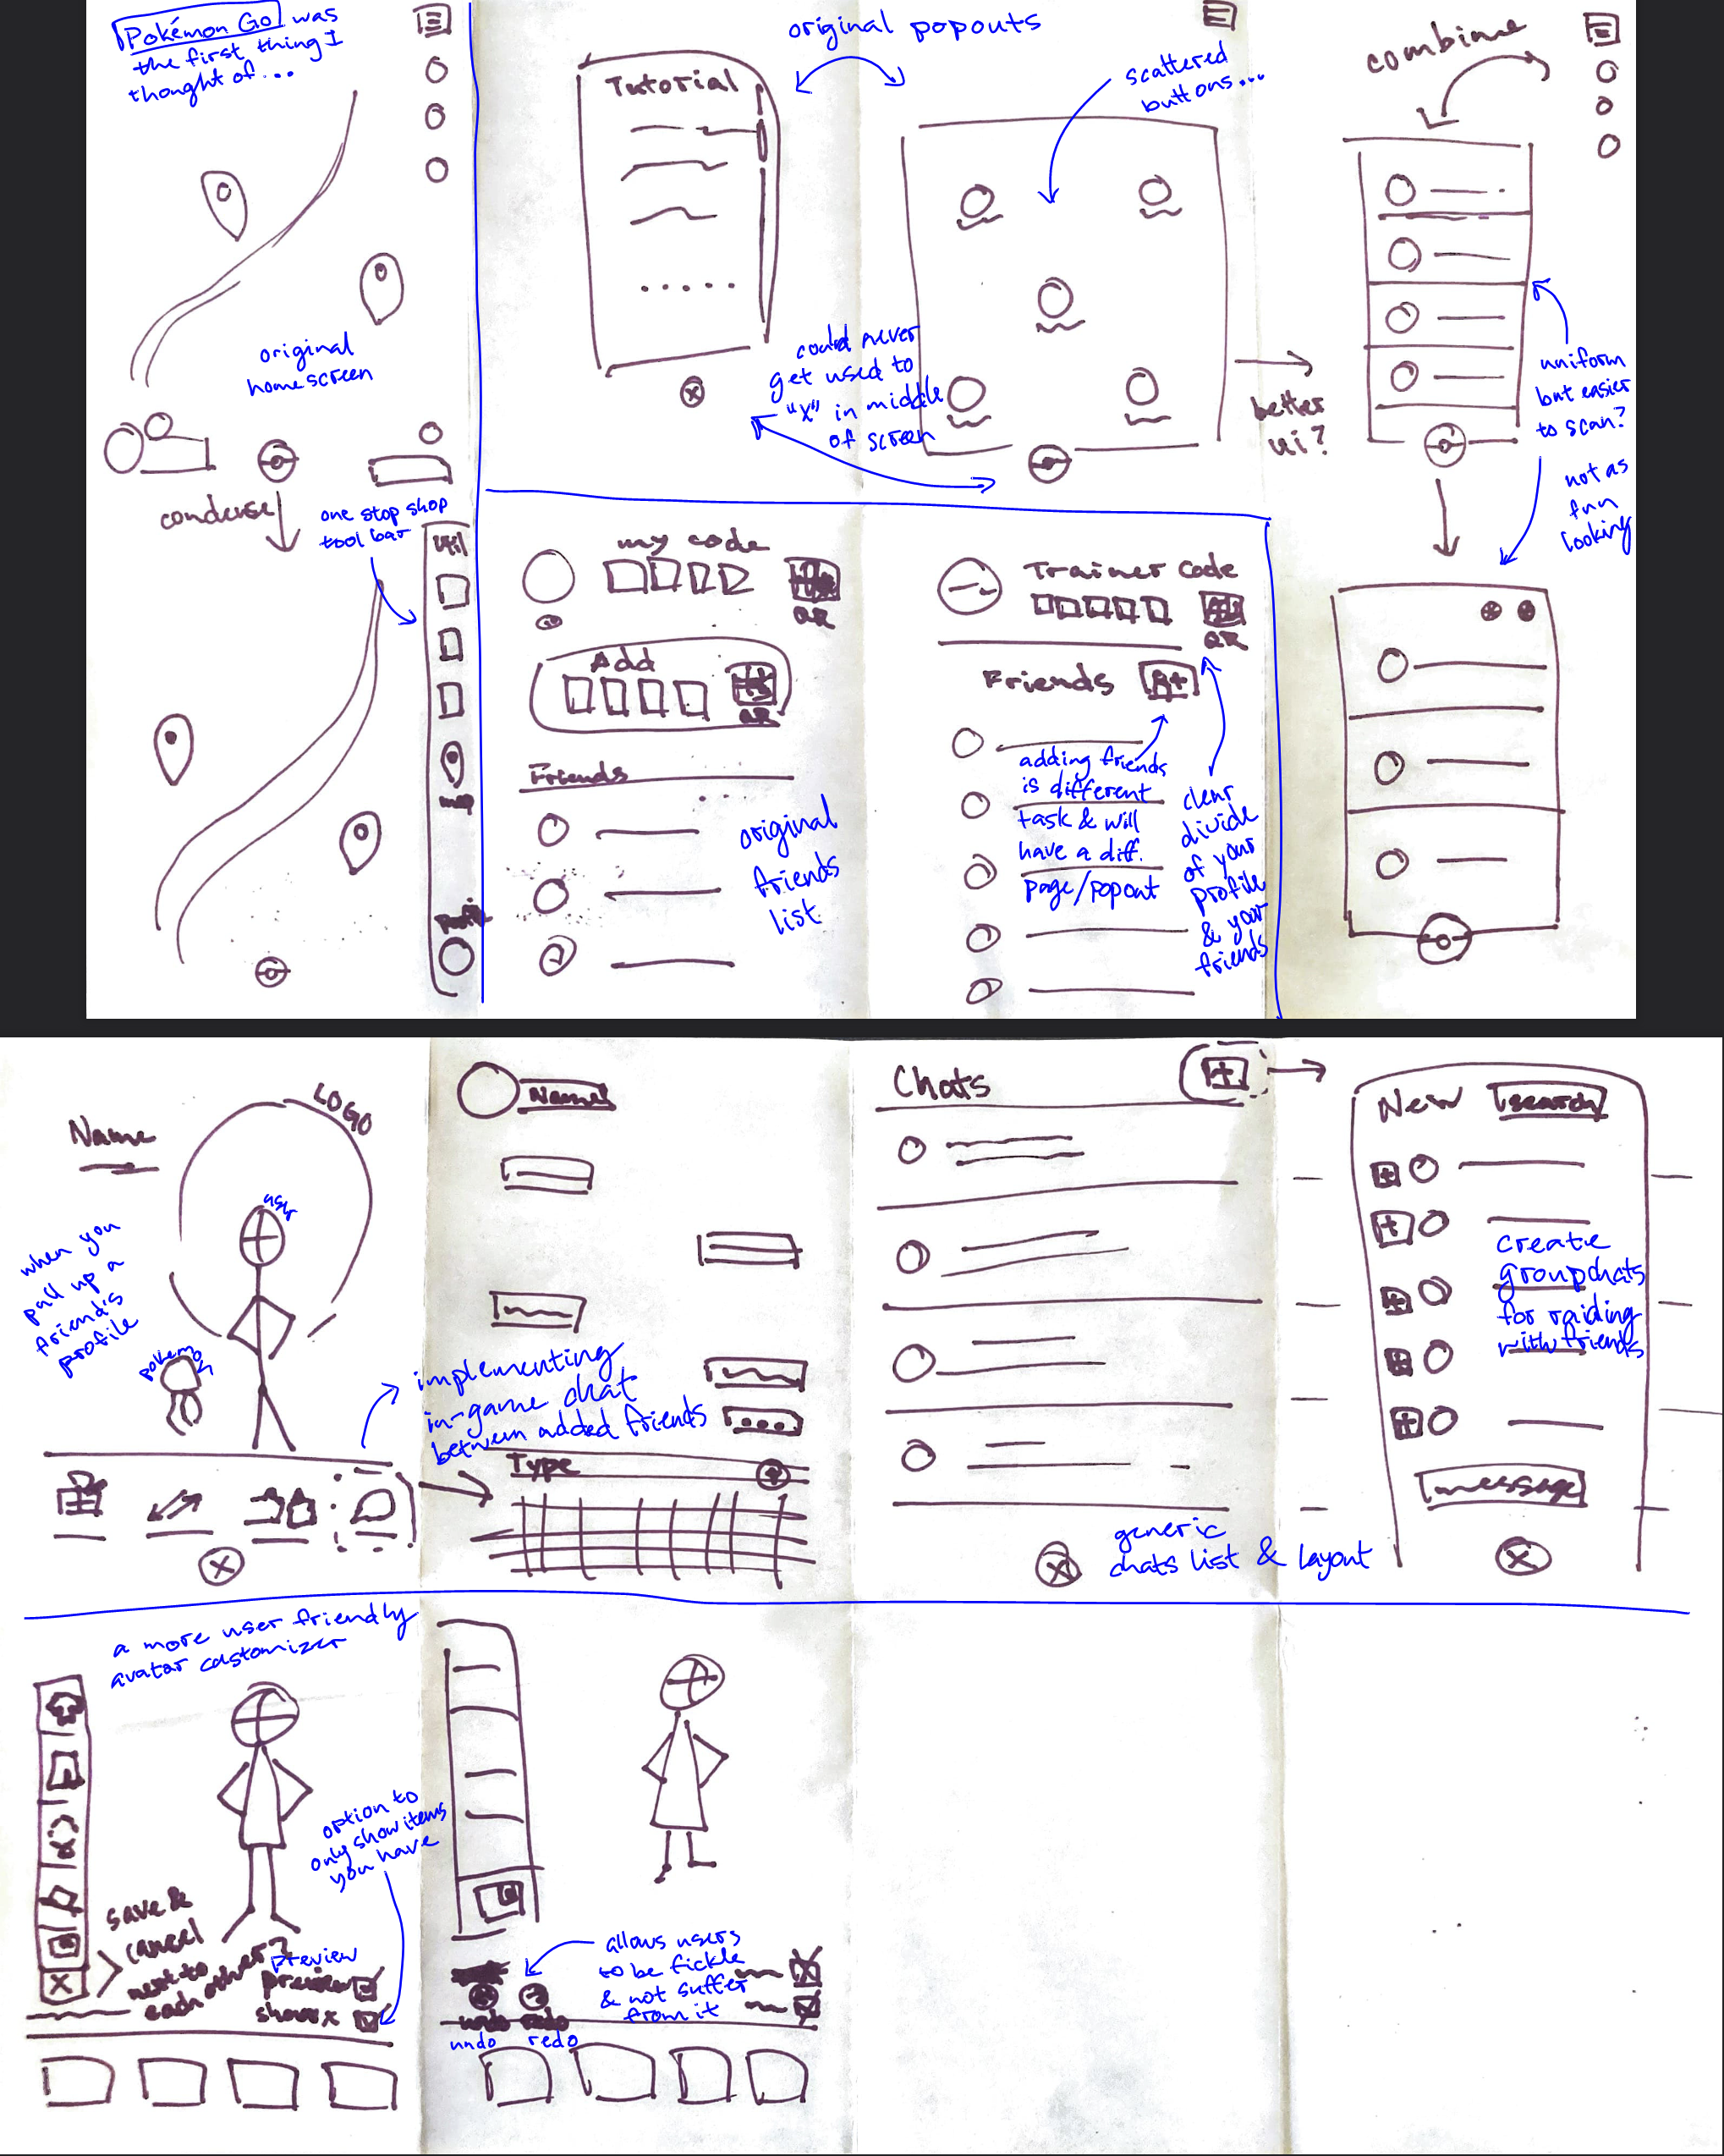 Pokémon Go was
the first thing I
thought of...
original
homescreen
condense
one stop shop
tool bar
util
map
Profile
original popouts
Tutorial
scattered
buttons...
could never
get used to
"x" in middle
of screen
better
ui?
combine
uniform
but easier
to scan?
not as
fun
looking
my code
QR
Add
QR
Friends
original
friends
list
Trainer Code
QR
Friends
adding friends
is different
task & will
have a diff.
page/popout
clear
divide
of your
profile
& your
friends
Name
LOGO
when you
pull up a
friend's
profile
pokemon
Name
implementing
in-game chat
between added friends
Type
Chats
generic
chats list & layout
New
search
create
groupchats
for raiding
with friends
message
a more user friendly
avatar customizer
option to
only show items
you have
save &
cancel
next to
each other?
preview
preview
undo redo
undo redo
allows users
to be fickle
& not suffer
from it